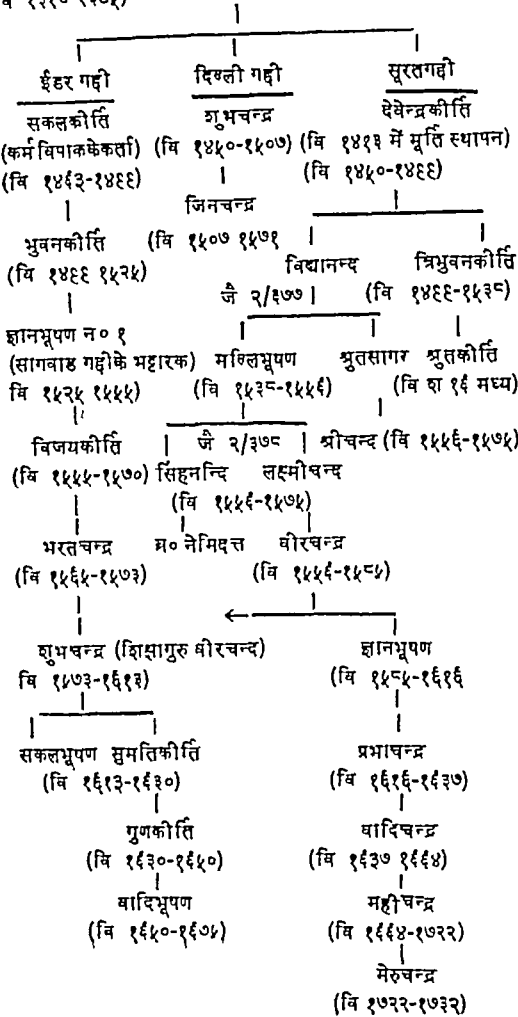 ईडर गद्दी दिल्ली गद्दी सूरतगद्दी
सकलकीर्ति शुभचन्द्र देवेन्द्रकीर्ति
(कर्म विपाकके कर्ता) (वि १४५०-१५०७) (वि १४१३ में मूर्ति स्थापन)
(वि १४६३-१४९९) (वि १४५०-१४९९)
जिनचन्द्र
भुवनकीर्ति (वि १५०७ १५७१
(वि १४९९ १५२५) विद्यानन्द त्रिभुवनकीर्ति
जै २/३७७ (वि १४९९-१५३८)
ज्ञानभूषण न० १
(सागवाड गद्दीके भट्टारक) मल्लिभूषण श्रुतसागर श्रुतकीर्ति
वि १५२५ १५५५) (वि १५३८-१५५६) (वि श १६ मध्य)
विजयकीर्ति जै २/३७८ श्रीचन्द (वि १५५६-१५७५)
(वि १५५५-१५७०) सिंहनन्दि लक्ष्मीचन्द
(वि १५५६-१५७५)
भरतचन्द्र ब्र० नेमिदत्त वीरचन्द्र
(वि १५६५-१५७३) (वि १५५६-१५८५)
←
शुभचन्द्र (शिक्षागुरु वीरचन्द) ज्ञानभूषण
वि १५७३-१६१३) (वि १५८५-१६१६
सकलभूषण सुमतिकीर्ति प्रभाचन्द्र
(वि १६१३-१६३०) (वि १६१६-१६३७)
गुणकीर्ति वादिचन्द्र
(वि १६३०-१६५०) (वि १६३७ १६६४)
वादिभूषण महीचन्द्र
(वि १६५०-१६७५) (वि १६६४-१७२२)
मेरुचन्द्र
(वि १७२२-१७३२)